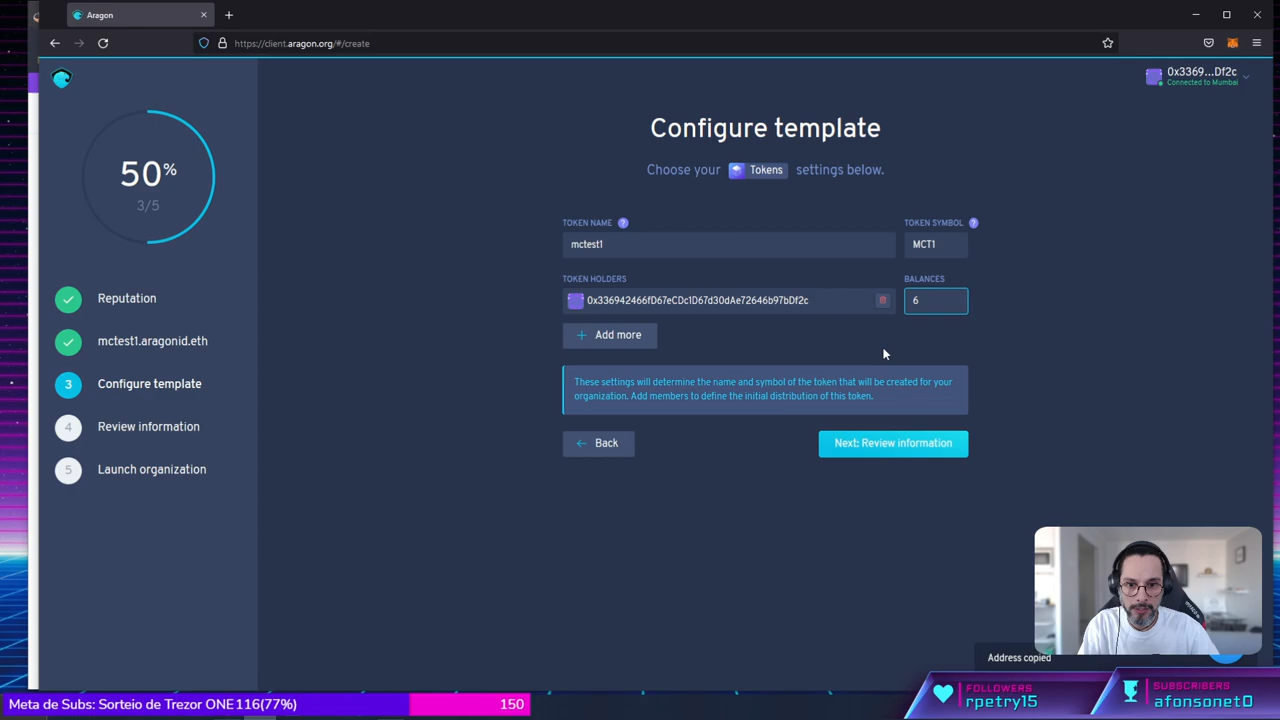 Aragon
https://client.aragon.org/#/create
0x3369...Df2c
Connected to Mumbai
50%
3/5
Reputation
mctest1.aragonid.eth
3
Configure template
4
Review information
5
Launch organization
Configure template
Choose your Tokens settings below.
TOKEN NAME ?
TOKEN SYMBOL ?
mctest1
MCT1
TOKEN HOLDERS
BALANCES
0x336942466fD67eCDc1D67d30dAe72646b97bDf2c
6
+ Add more
These settings will determine the name and symbol of the token that will be created for your
organization. Add members to define the initial distribution of this token.
Back
Next: Review information
Address copied
Meta de Subs: Sorteio de Trezor ONE 116(77%)
150
FOLLOWERS
rpetry15
SUBSCRIBERS
afonsonet0